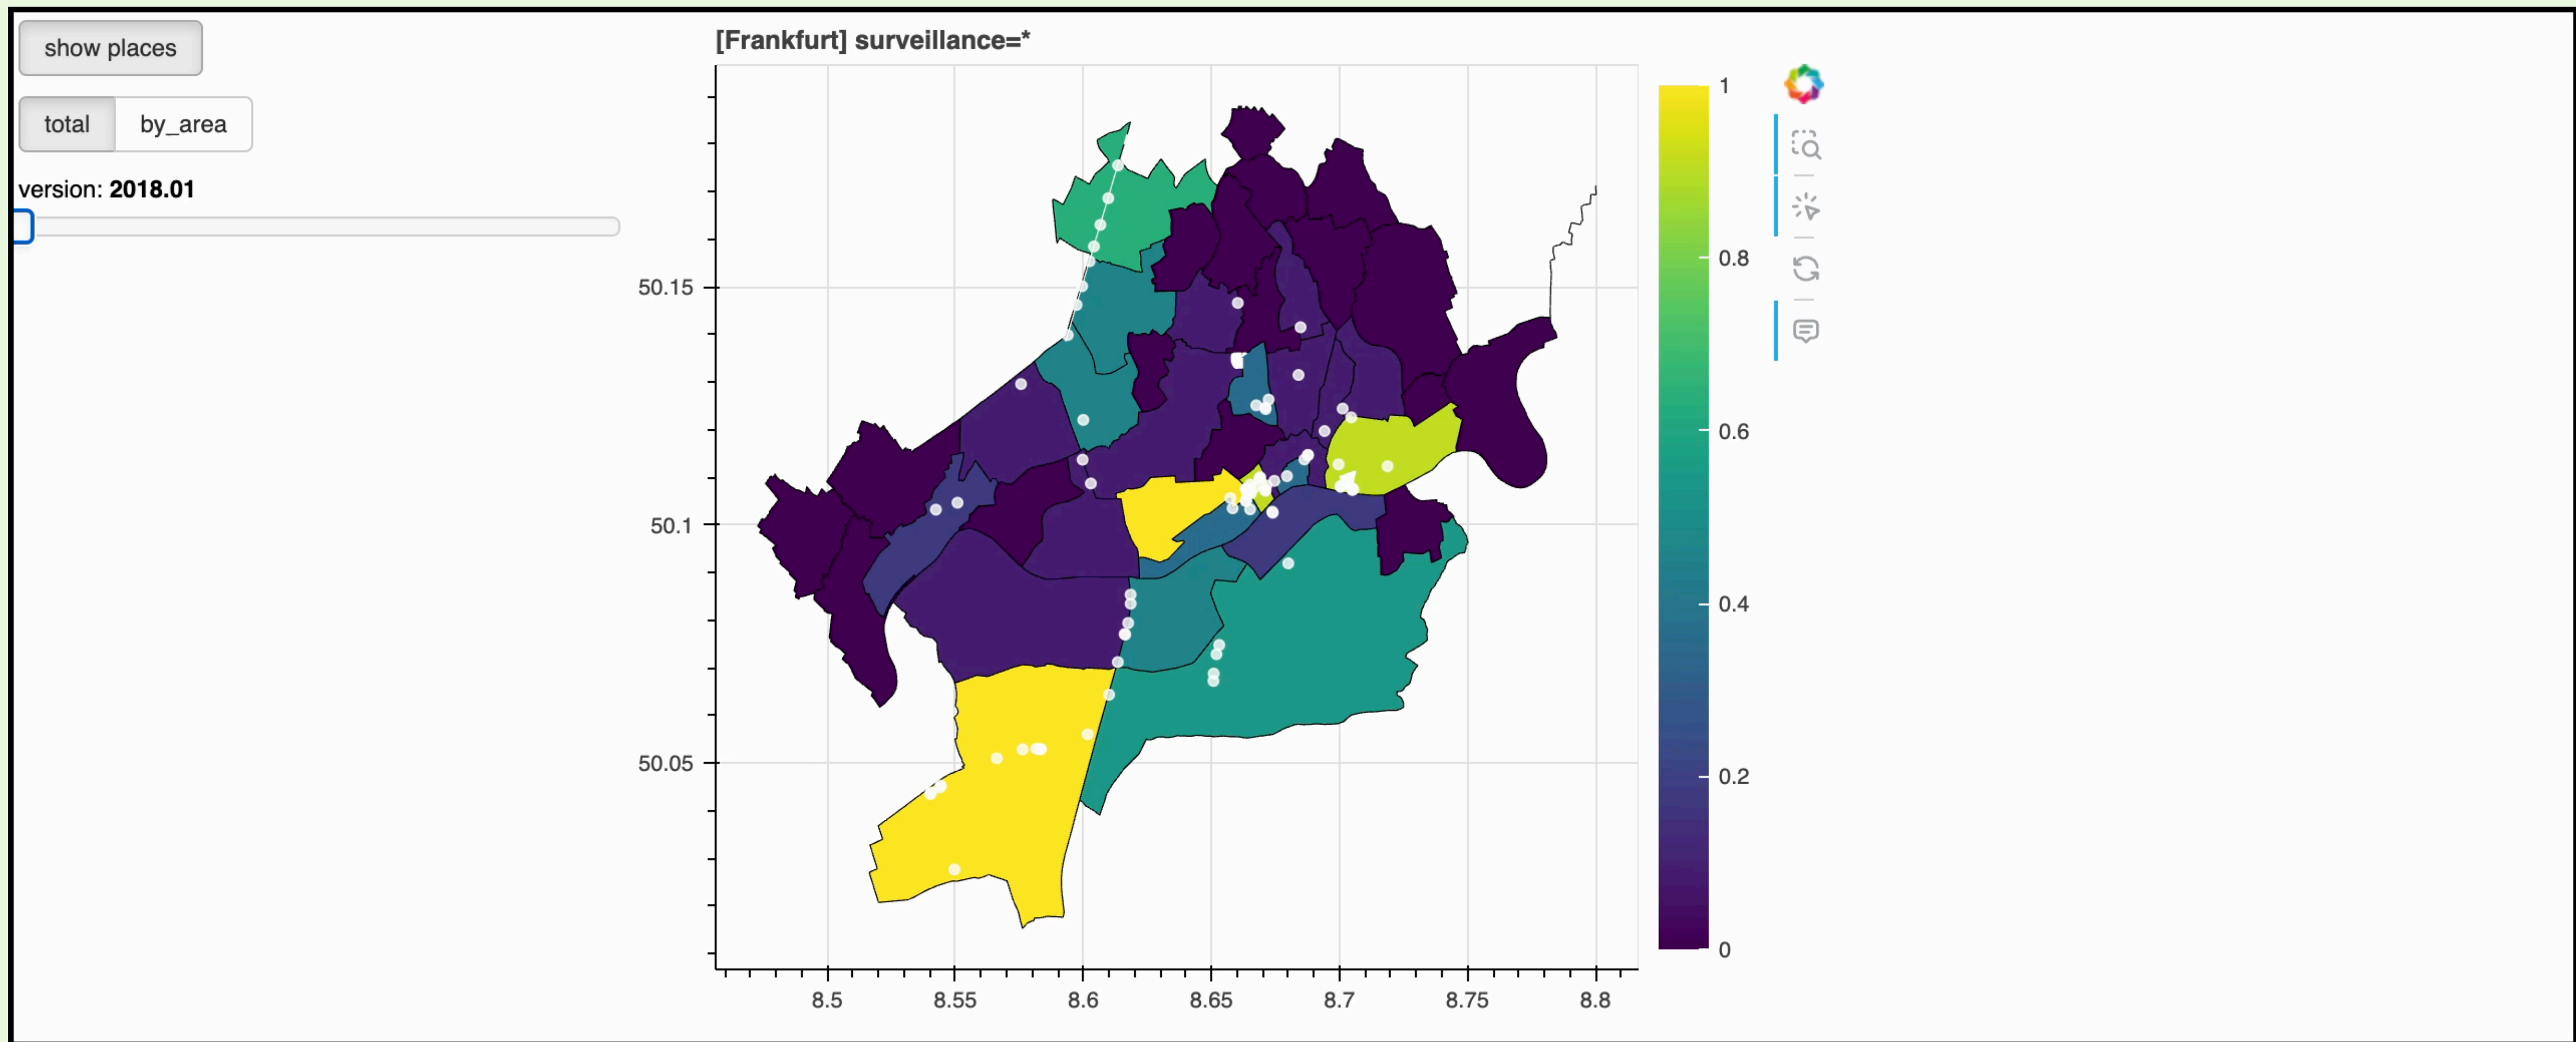 show places
total by_area
version: 2018.01
[Frankfurt] surveillance=*
50.15
50.1
50.05
8.5 8.55 8.6 8.65 8.7 8.75 8.8
1
0.8
0.6
0.4
0.2
0